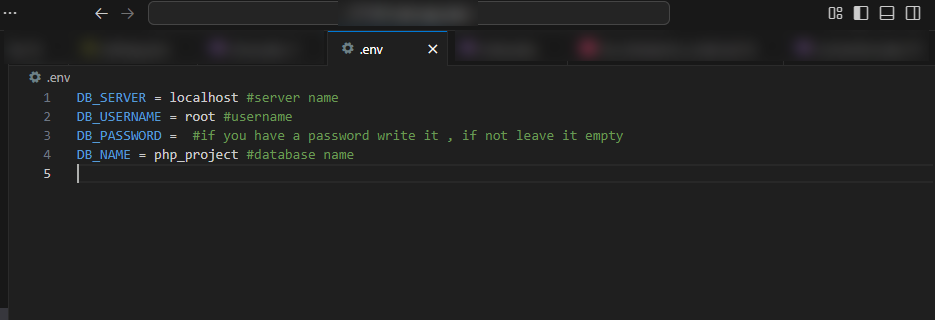 .env
.env
1 DB_SERVER = localhost #server name
2 DB_USERNAME = root #username
3 DB_PASSWORD =  #if you have a password write it , if not leave it empty
4 DB_NAME = php_project #database name
5